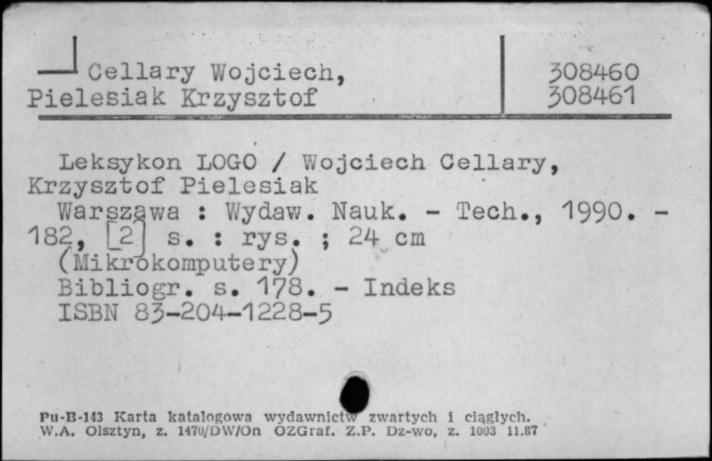 Cellary Wojciech, 308460
Pielesiak Krzysztof 308461
Leksykon LOGO / Wojciech Cellary,
Krzysztof Pielesiak
Warszawa : Wydaw. Nauk. - Tech., 1990. -
182, [2] s. : rys. ; 24 cm
(Mikrokomputery)
Bibliogr. s. 178. - Indeks
ISBN 83-204-1228-5
Pu-B-143 Karta katalogowa wydawnictw zwartych i ciągłych.
W.A. Olsztyn, z. 1470/DW/On OZGraf. Z.P. Dz-wo, z. 1003 11.87